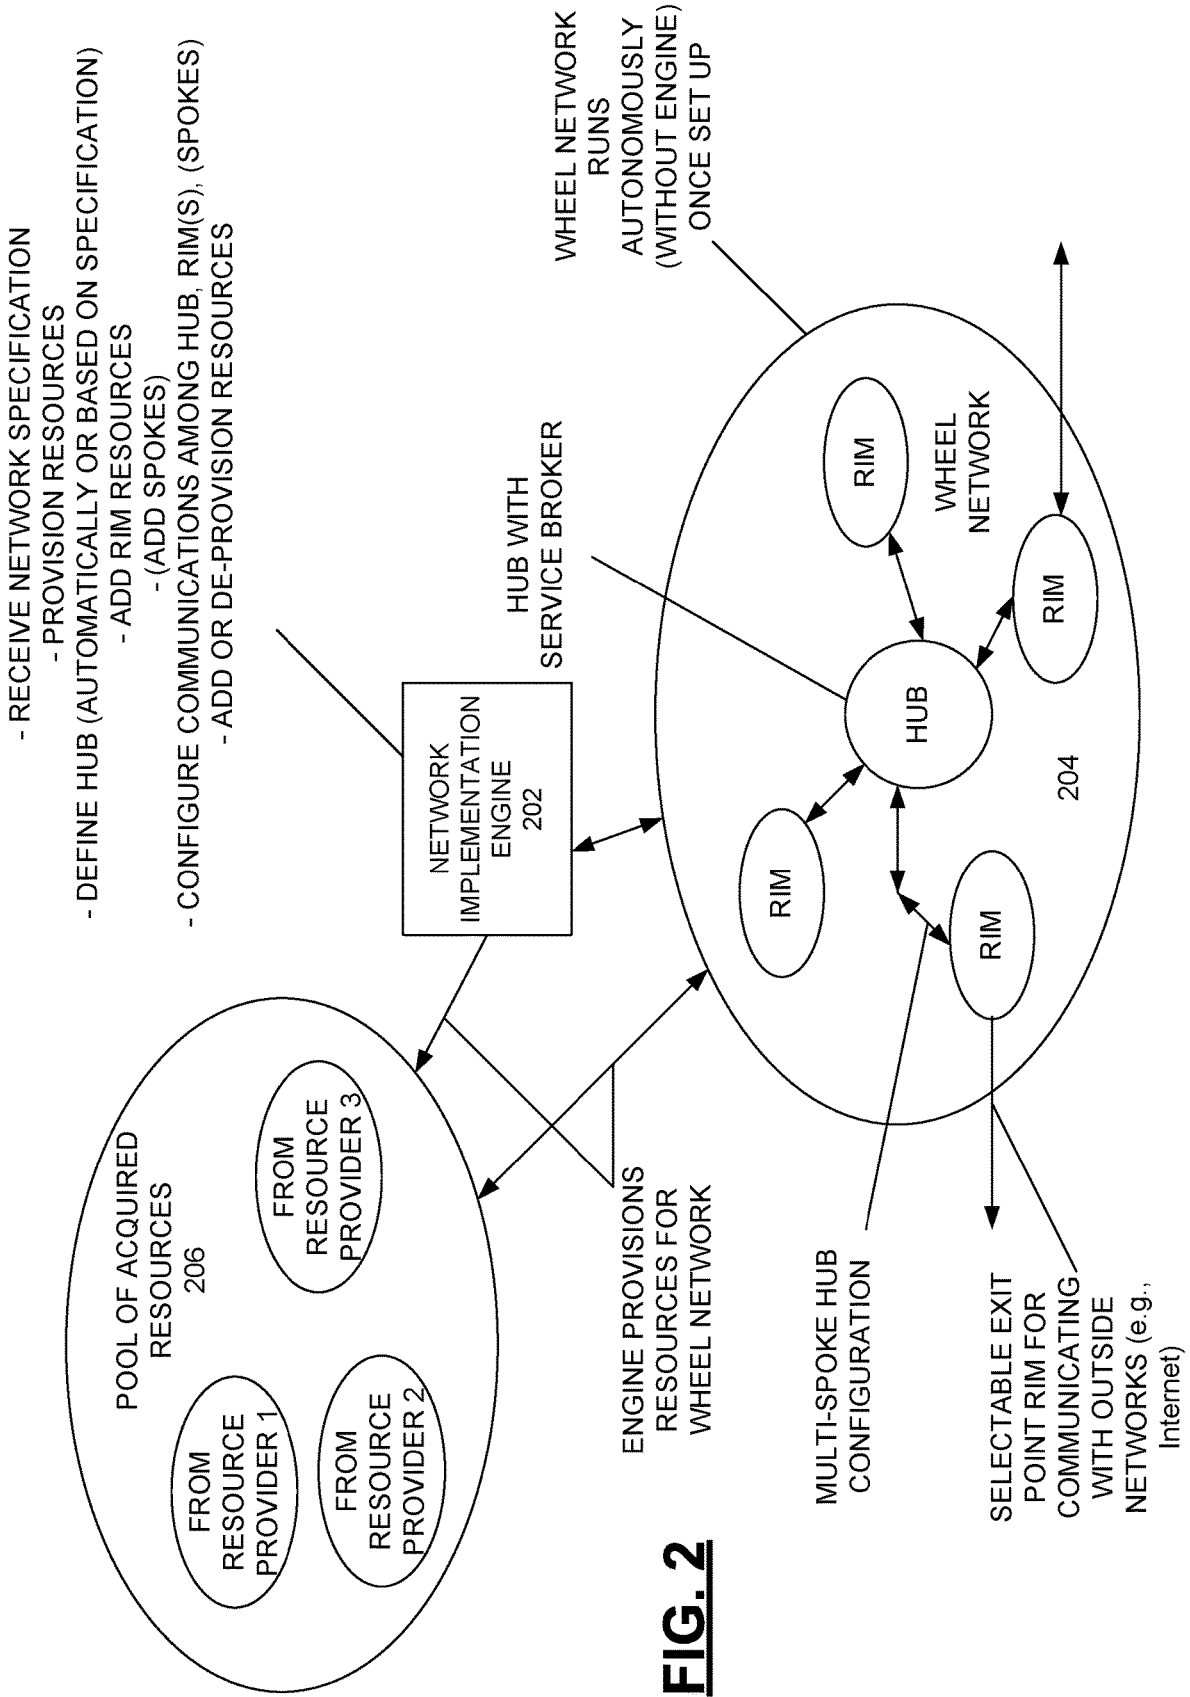 - RECEIVE NETWORK SPECIFICATION
- PROVISION RESOURCES
- DEFINE HUB (AUTOMATICALLY OR BASED ON SPECIFICATION)
- ADD RIM RESOURCES
- (ADD SPOKES)
- CONFIGURE COMMUNICATIONS AMONG HUB, RIM(S), (SPOKES)
- ADD OR DE-PROVISION RESOURCES
POOL OF ACQUIRED
RESOURCES
206
FROM
RESOURCE
PROVIDER 1
FROM
RESOURCE
PROVIDER 2
FROM
RESOURCE
PROVIDER 3
NETWORK
IMPLEMENTATION
ENGINE
202
HUB WITH
SERVICE BROKER
WHEEL NETWORK
RUNS
AUTONOMOUSLY
(WITHOUT ENGINE)
ONCE SET UP
ENGINE PROVISIONS
RESOURCES FOR
WHEEL NETWORK
RIM
RIM
HUB
WHEEL
NETWORK
RIM
RIM
204
MULTI-SPOKE HUB
CONFIGURATION
SELECTABLE EXIT
POINT RIM FOR
COMMUNICATING
WITH OUTSIDE
NETWORKS (e.g.,
Internet)
FIG. 2